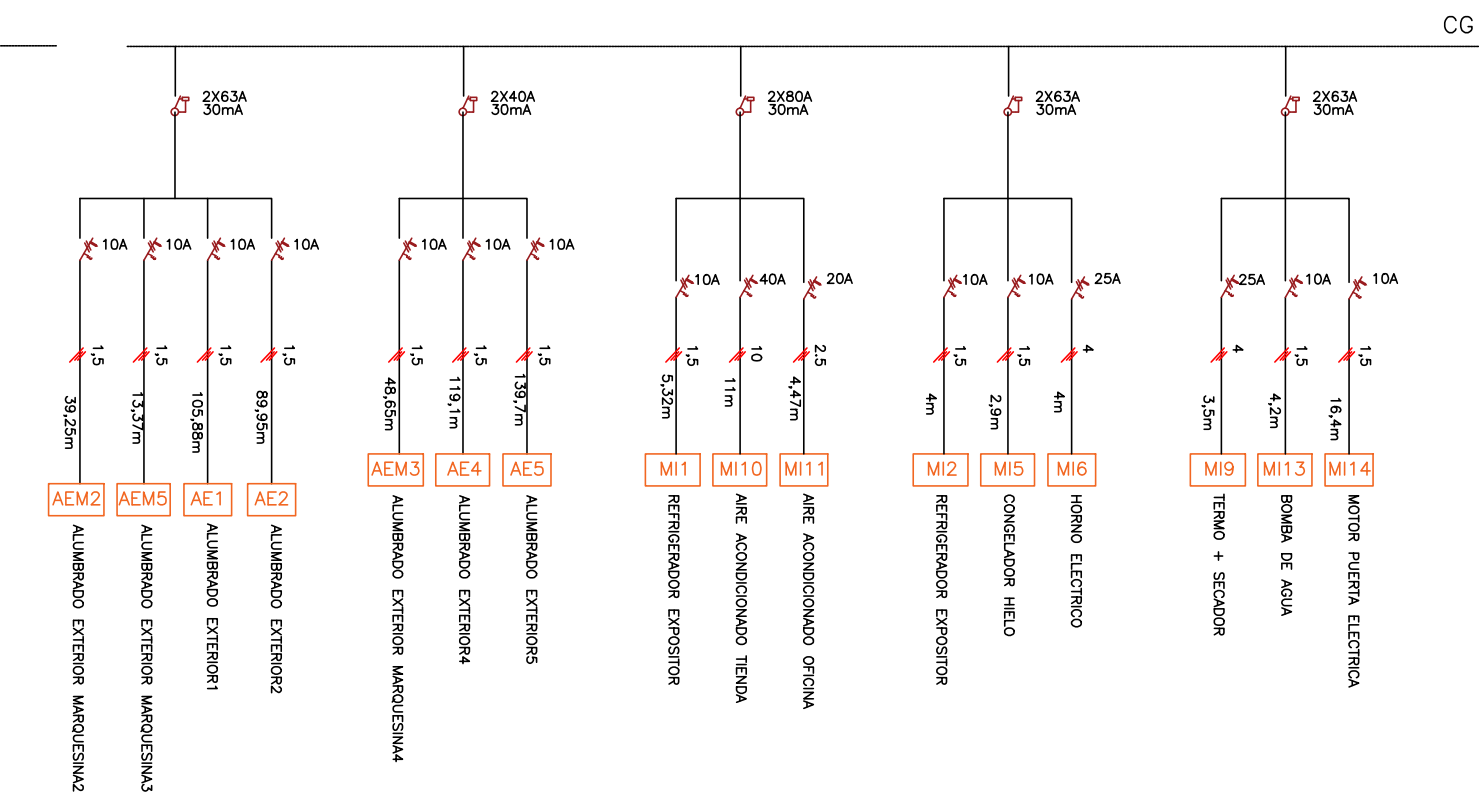 CG
2X63A
30mA
2X40A
30mA
2X80A
30mA
2X63A
30mA
2X63A
30mA
10A
10A
10A
10A
10A
10A
10A
10A
40A
20A
10A
10A
25A
25A
10A
10A
1,5
1,5
1,5
1,5
1,5
1,5
1,5
1,5
10
2.5
1,5
1,5
4
4
1,5
1,5
39,25m
13,37m
105,88m
89,95m
48,65m
119,1m
139,7m
5,32m
11m
4,47m
4m
2,9m
4m
3,5m
4,2m
16,4m
AEM2
AEM5
AE1
AE2
AEM3
AE4
AE5
MI1
MI10
MI11
MI2
MI5
MI6
MI9
MI13
MI14
ALUMBRADO EXTERIOR MARQUESINA2
ALUMBRADO EXTERIOR MARQUESINA3
ALUMBRADO EXTERIOR1
ALUMBRADO EXTERIOR2
ALUMBRADO EXTERIOR MARQUESINA4
ALUMBRADO EXTERIOR4
ALUMBRADO EXTERIOR5
REFRIGERADOR EXPOSITOR
AIRE ACONDICIONADO TIENDA
AIRE ACONDICIONADO OFICINA
REFRIGERADOR EXPOSITOR
CONGELADOR HIELO
HORNO ELECTRICO
TERMO + SECADOR
BOMBA DE AGUA
MOTOR PUERTA ELECTRICA